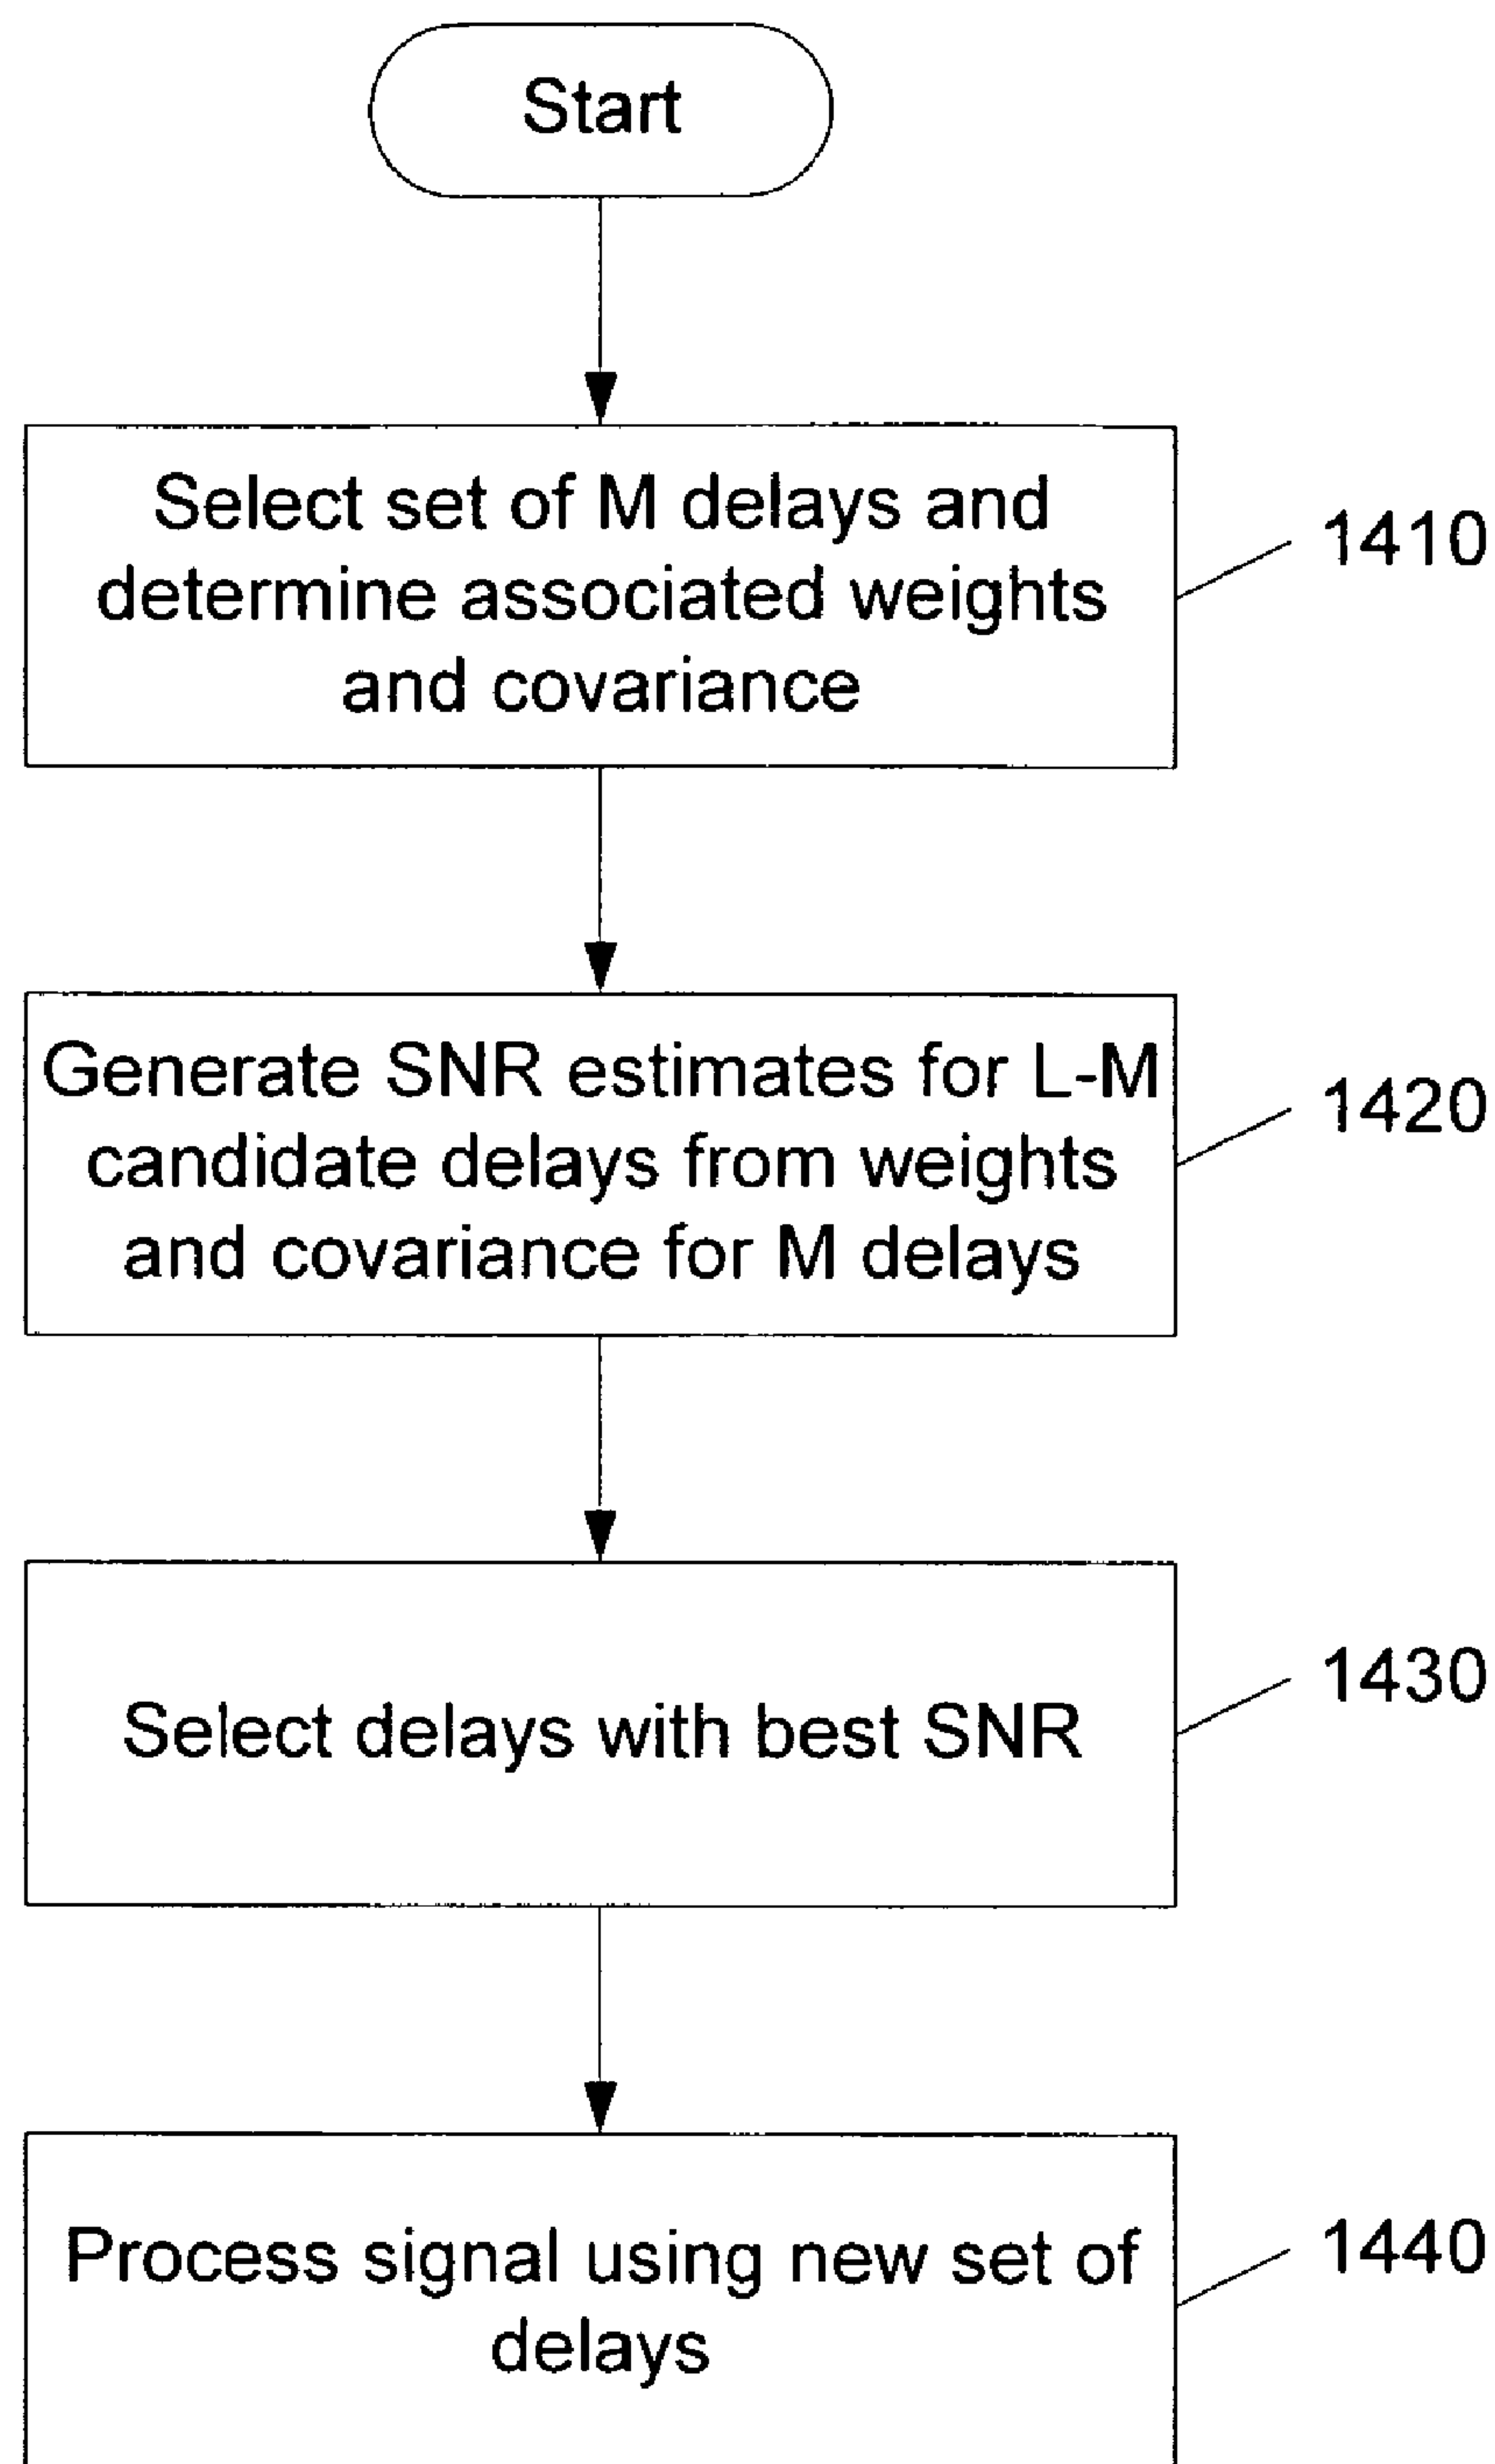 Start
Select set of M delays and
determine associated weights
and covariance
1410
Generate SNR estimates for L-M
candidate delays from weights
and covariance for M delays
1420
Select delays with best SNR
1430
Process signal using new set of
delays
1440